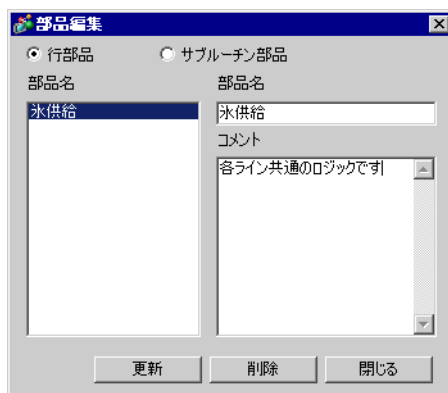 部品編集
行部品 サブルーチン部品
部品名 部品名
氷供給 氷供給
コメント
各ライン共通のロジックです
更新 削除 閉じる